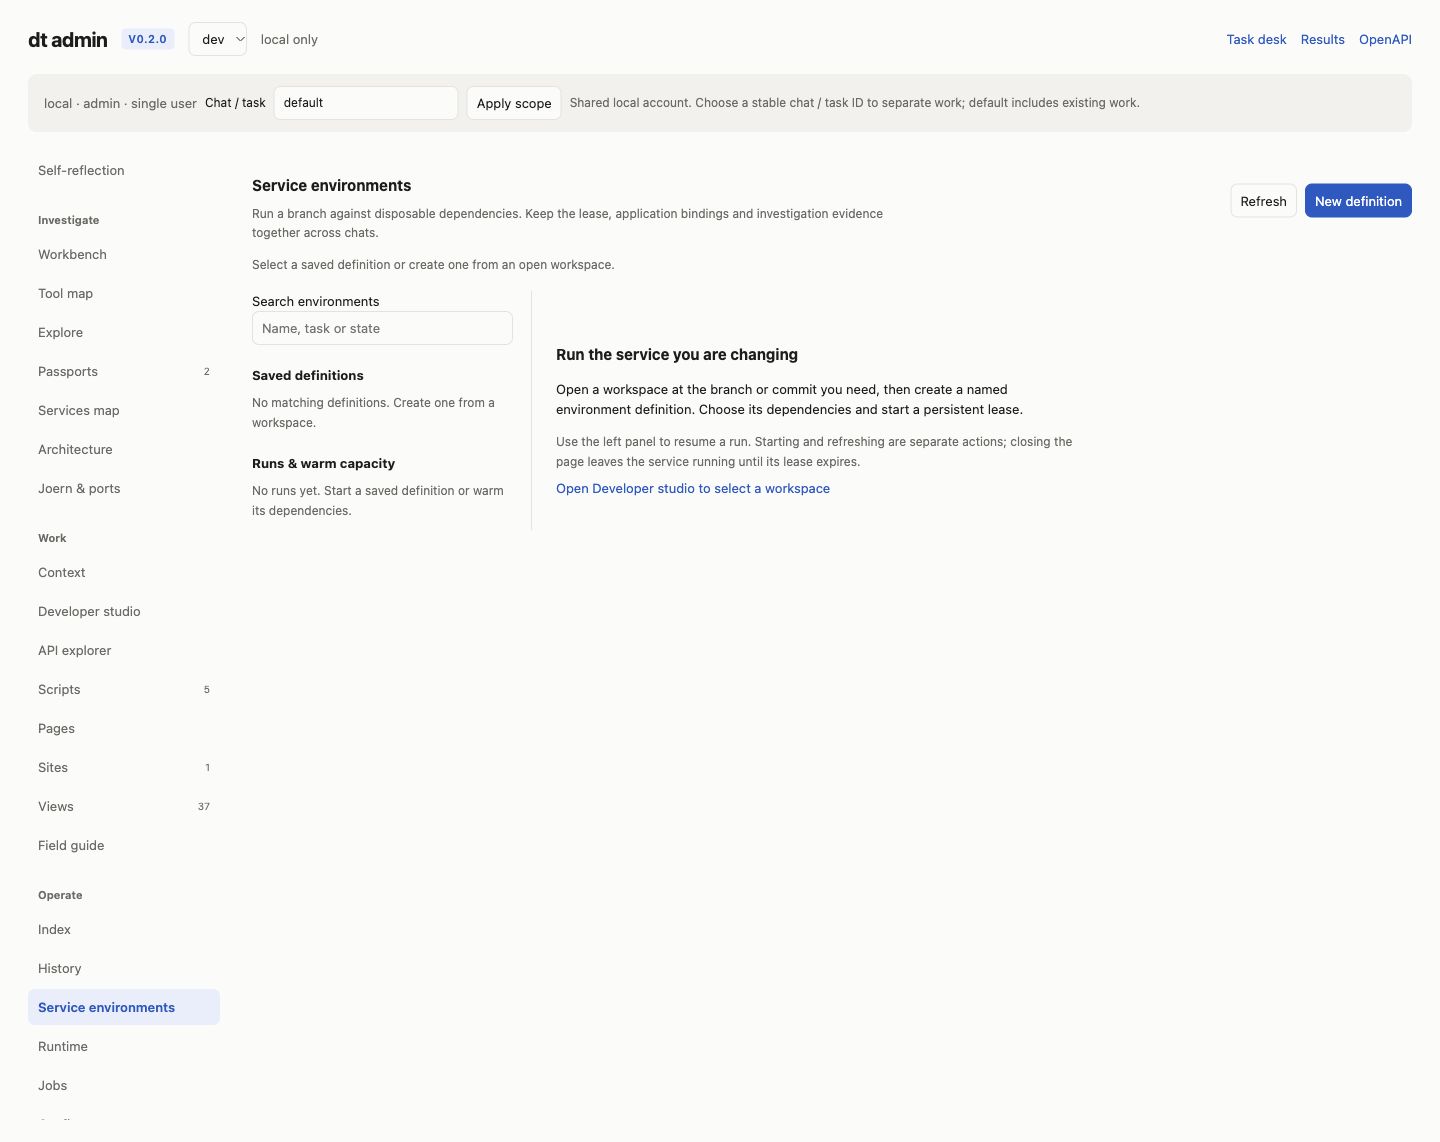 dt admin
V0.2.0
dev
local only
Task desk
Results
OpenAPI
local · admin · single user
Chat / task
default
Apply scope
Shared local account. Choose a stable chat / task ID to separate work; default includes existing work.
Self-reflection
Investigate
Workbench
Tool map
Explore
Passports 2
Services map
Architecture
Joern & ports
Work
Context
Developer studio
API explorer
Scripts 5
Pages
Sites 1
Views 37
Field guide
Operate
Index
History
Service environments
Runtime
Jobs
Service environments
Run a branch against disposable dependencies. Keep the lease, application bindings and investigation evidence
together across chats.
Select a saved definition or create one from an open workspace.
Refresh
New definition
Search environments
Name, task or state
Saved definitions
No matching definitions. Create one from a
workspace.
Runs & warm capacity
No runs yet. Start a saved definition or warm
its dependencies.
Run the service you are changing
Open a workspace at the branch or commit you need, then create a named
environment definition. Choose its dependencies and start a persistent lease.
Use the left panel to resume a run. Starting and refreshing are separate actions; closing the
page leaves the service running until its lease expires.
Open Developer studio to select a workspace